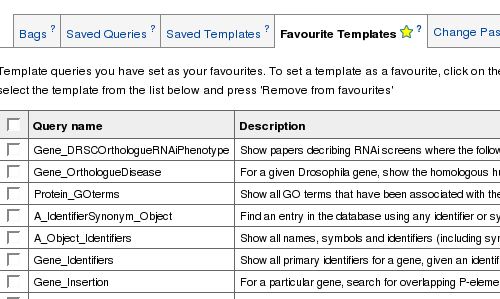 Bags ? Saved Queries ? Saved Templates ? Favourite Templates ? Change Pas
Template queries you have set as your favourites. To set a template as a favourite, click on the
select the template from the list below and press 'Remove from favourites'
Query name Description
Gene_DRSCOrthologueRNAiPhenotype Show papers decribing RNAi screens where the follow
Gene_OrthologueDisease For a given Drosophila gene, show the homologous hu
Protein_GOterms Show all GO terms that have been associated with the
A_IdentifierSynonym_Object Find an entry in the database using any identifier or sy
A_Object_Identifiers Show all names, symbols and identifiers (including syn
Gene_Identifiers Show all primary identifiers for a gene, given an identif
Gene_Insertion For a particular gene, search for overlapping P-eleme